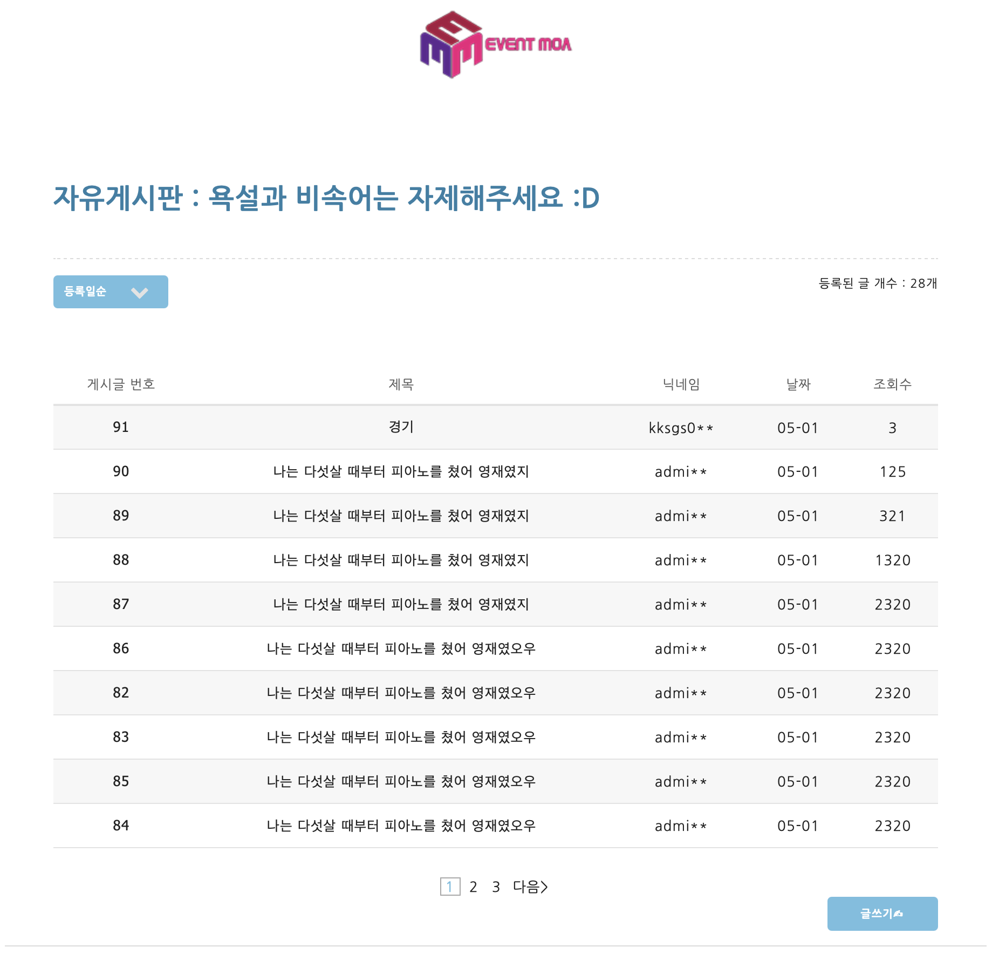 EVENT MOA
자유게시판 : 욕설과 비속어는 자제해주세요 :D
등록일순
등록된 글 개수 : 28개
게시글 번호 제목 닉네임 날짜 조회수
91 경기 kksgs0** 05-01 3
90 나는 다섯살 때부터 피아노를 쳤어 영재였지 admi** 05-01 125
89 나는 다섯살 때부터 피아노를 쳤어 영재였지 admi** 05-01 321
88 나는 다섯살 때부터 피아노를 쳤어 영재였지 admi** 05-01 1320
87 나는 다섯살 때부터 피아노를 쳤어 영재였지 admi** 05-01 2320
86 나는 다섯살 때부터 피아노를 쳤어 영재였오우 admi** 05-01 2320
82 나는 다섯살 때부터 피아노를 쳤어 영재였오우 admi** 05-01 2320
83 나는 다섯살 때부터 피아노를 쳤어 영재였오우 admi** 05-01 2320
85 나는 다섯살 때부터 피아노를 쳤어 영재였오우 admi** 05-01 2320
84 나는 다섯살 때부터 피아노를 쳤어 영재였오우 admi** 05-01 2320
1 2 3 다음>
글쓰기✍